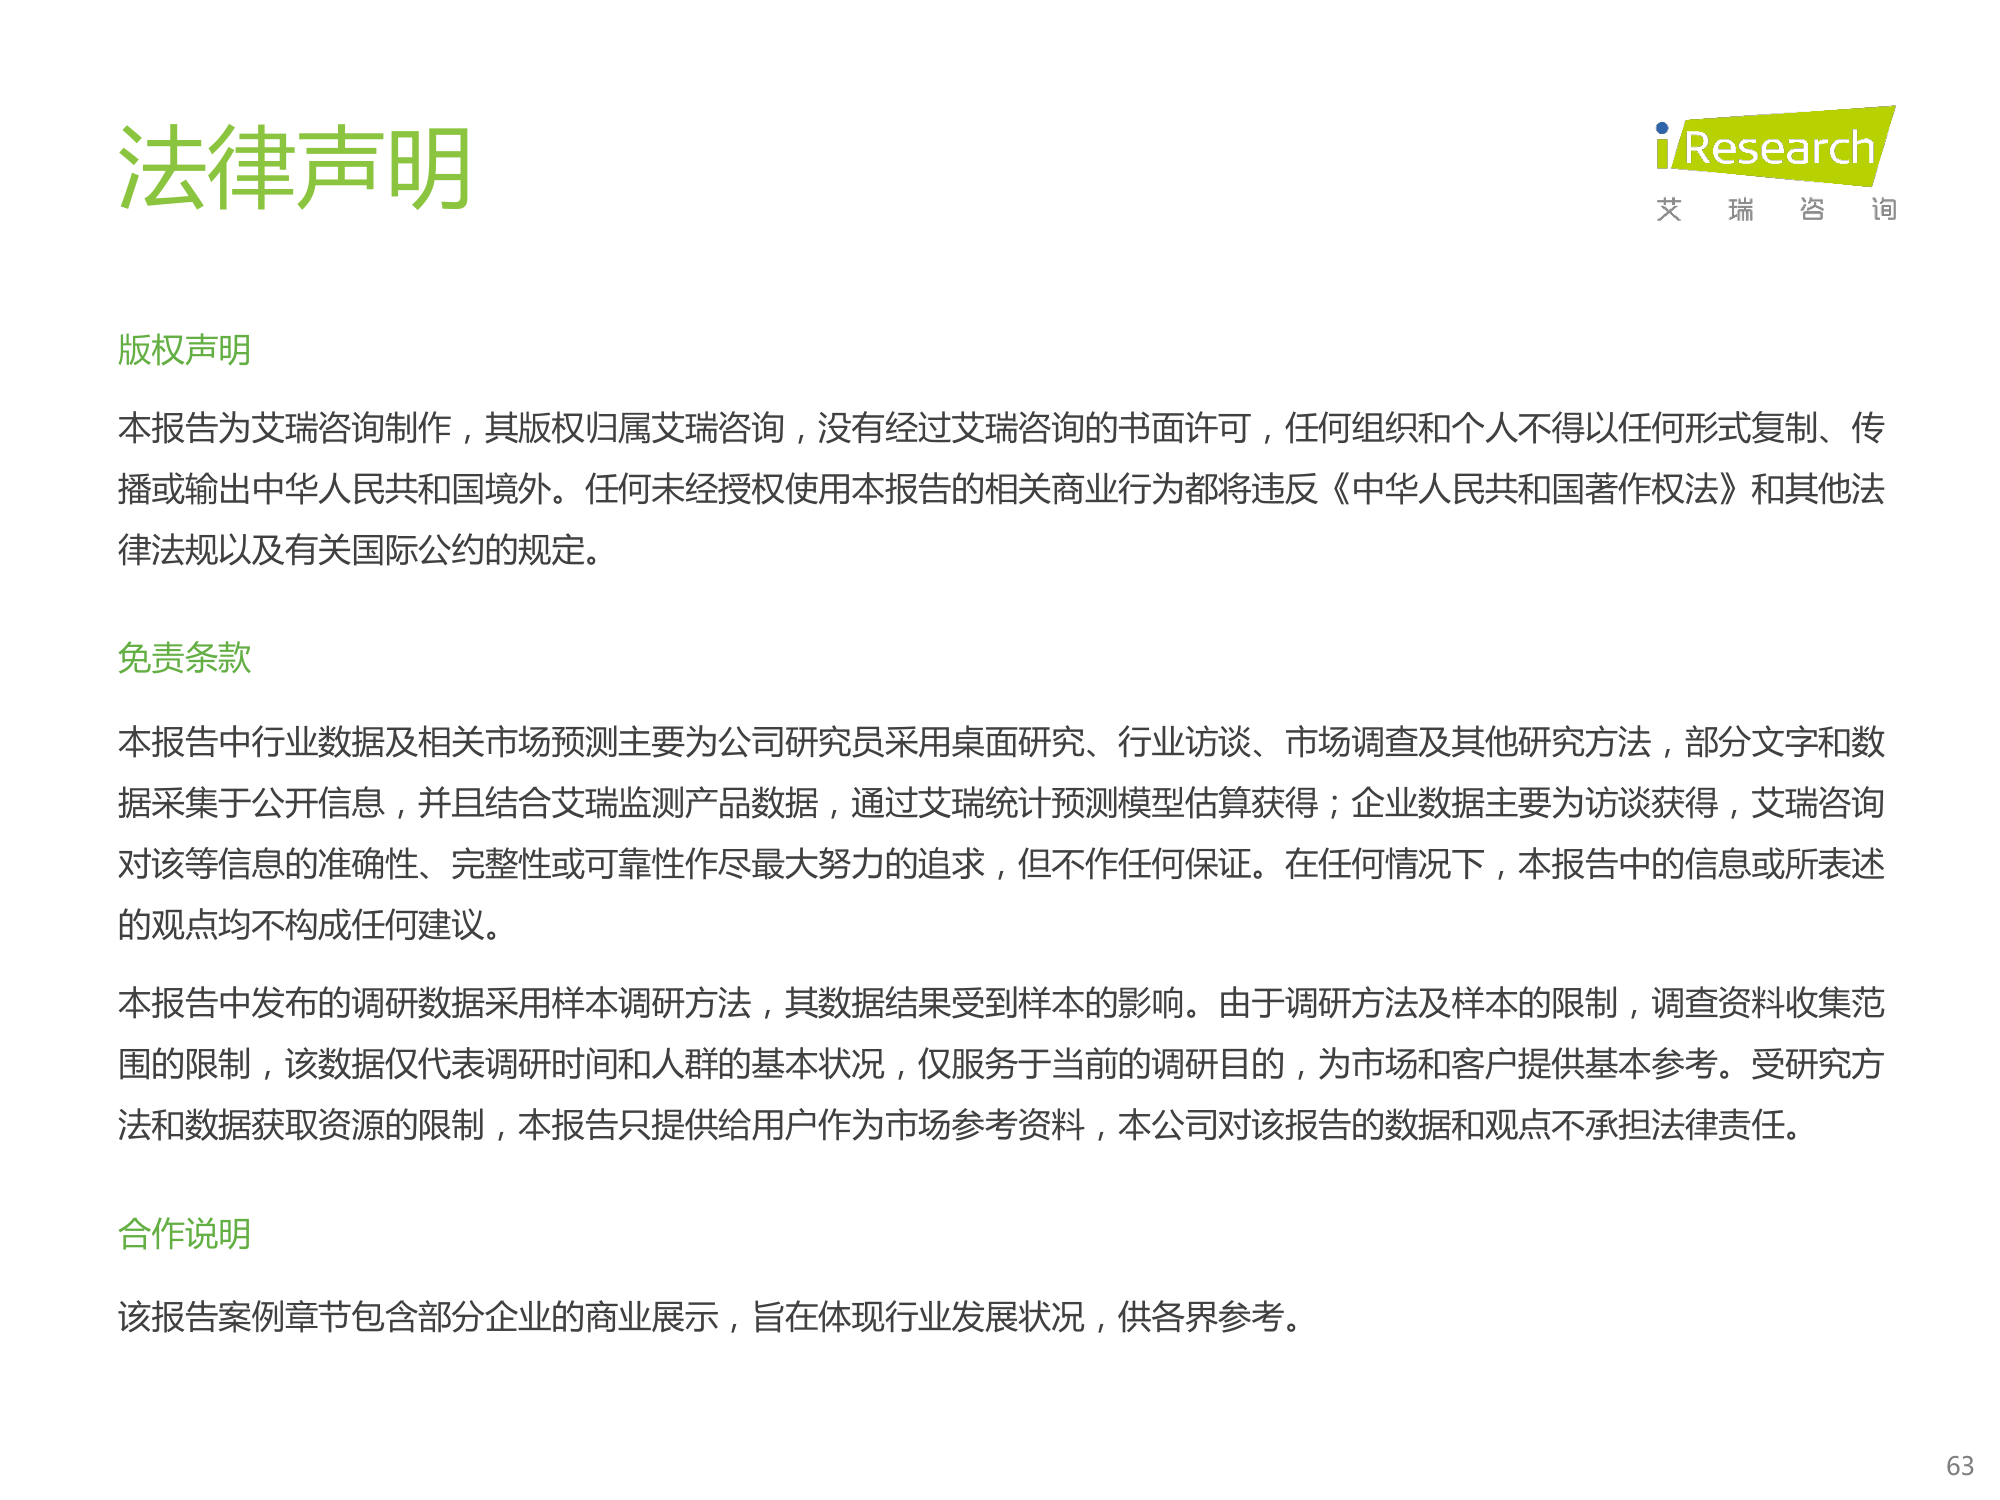 法律声明
iResearch
艾瑞咨询
版权声明
本报告为艾瑞咨询制作，其版权归属艾瑞咨询，没有经过艾瑞咨询的书面许可，任何组织和个人不得以任何形式复制、传
播或输出中华人民共和国境外。任何未经授权使用本报告的相关商业行为都将违反《中华人民共和国著作权法》和其他法
律法规以及有关国际公约的规定。
免责条款
本报告中行业数据及相关市场预测主要为公司研究员采用桌面研究、行业访谈、市场调查及其他研究方法，部分文字和数
据采集于公开信息，并且结合艾瑞监测产品数据，通过艾瑞统计预测模型估算获得；企业数据主要为访谈获得，艾瑞咨询
对该等信息的准确性、完整性或可靠性作尽最大努力的追求，但不作任何保证。在任何情况下，本报告中的信息或所表述
的观点均不构成任何建议。
本报告中发布的调研数据采用样本调研方法，其数据结果受到样本的影响。由于调研方法及样本的限制，调查资料收集范
围的限制，该数据仅代表调研时间和人群的基本状况，仅服务于当前的调研目的，为市场和客户提供基本参考。受研究方
法和数据获取资源的限制，本报告只提供给用户作为市场参考资料，本公司对该报告的数据和观点不承担法律责任。
合作说明
该报告案例章节包含部分企业的商业展示，旨在体现行业发展状况，供各界参考。
63